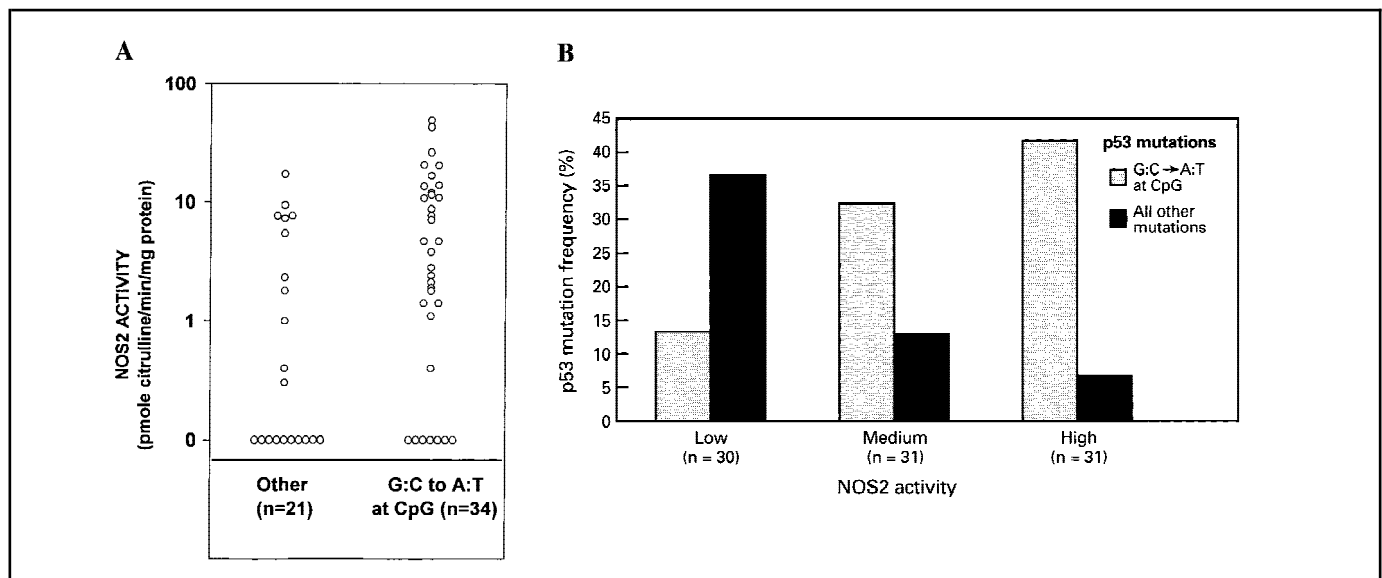 A
NOS2 ACTIVITY
(pmole citrulline/min/mg protein)
100
10
1
0
Other
(n=21)
G:C to A:T
at CpG (n=34)
B
p53 mutation frequency (%)
45
40
35
30
25
20
15
10
5
0
p53 mutations
G:C→A:T
at CpG
All other
mutations
Low
(n = 30)
Medium
(n = 31)
High
(n = 31)
NOS2 activity